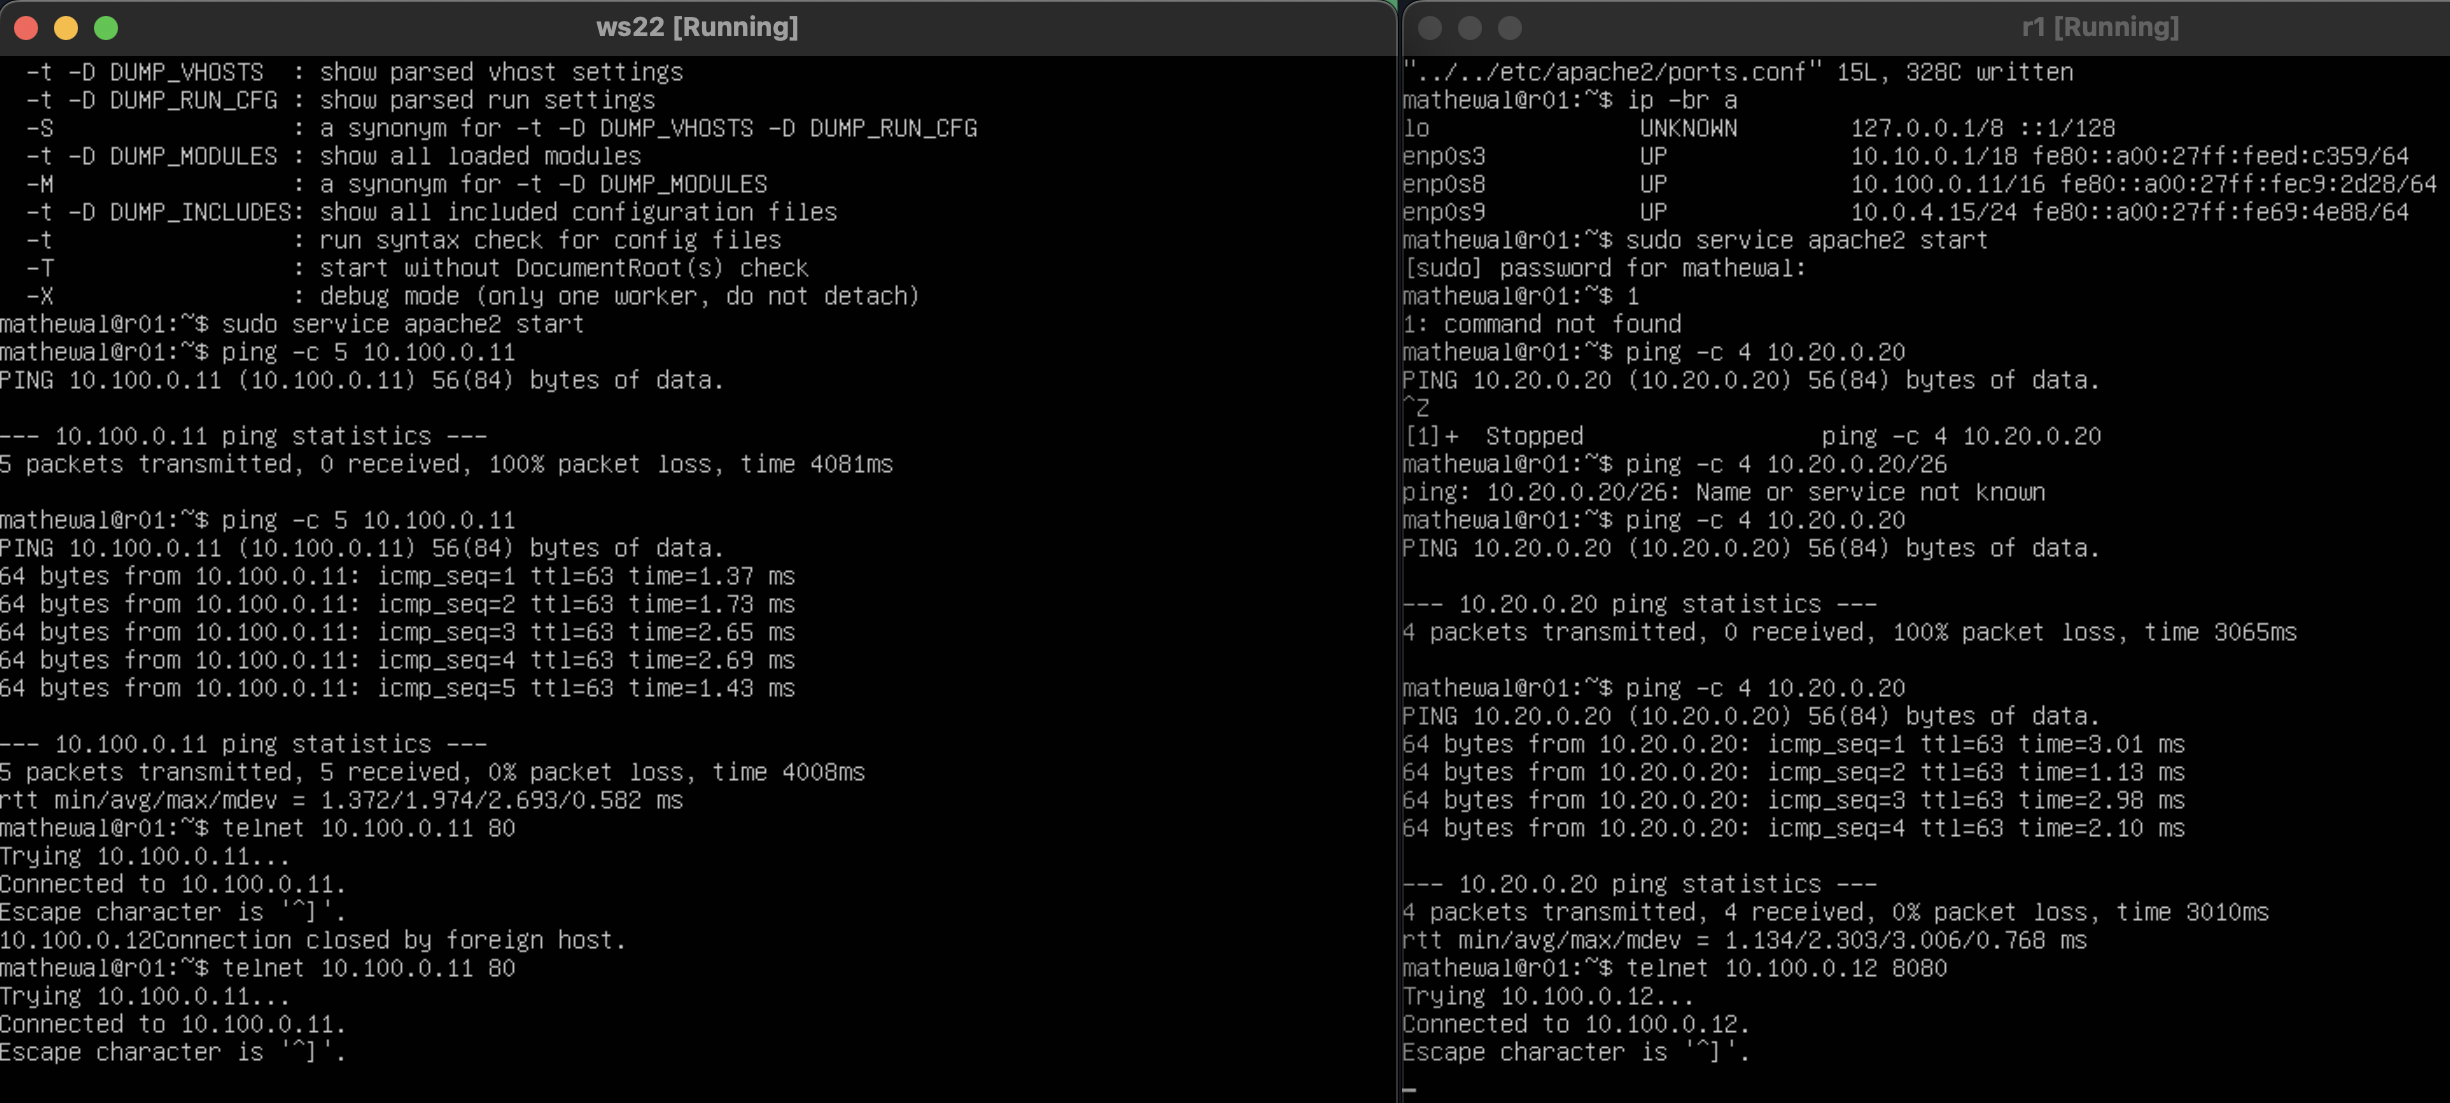 ws22 [Running]
-t -D DUMP_VHOSTS  : show parsed vhost settings
-t -D DUMP_RUN_CFG : show parsed run settings
-S                 : a synonym for -t -D DUMP_VHOSTS -D DUMP_RUN_CFG
-t -D DUMP_MODULES : show all loaded modules
-M                 : a synonym for -t -D DUMP_MODULES
-t -D DUMP_INCLUDES: show all included configuration files
-t                 : run syntax check for config files
-T                 : start without DocumentRoot(s) check
-X                 : debug mode (only one worker, do not detach)
mathewal@r01:~$ sudo service apache2 start
mathewal@r01:~$ ping -c 5 10.100.0.11
PING 10.100.0.11 (10.100.0.11) 56(84) bytes of data.
--- 10.100.0.11 ping statistics ---
5 packets transmitted, 0 received, 100% packet loss, time 4081ms
mathewal@r01:~$ ping -c 5 10.100.0.11
PING 10.100.0.11 (10.100.0.11) 56(84) bytes of data.
64 bytes from 10.100.0.11: icmp_seq=1 ttl=63 time=1.37 ms
64 bytes from 10.100.0.11: icmp_seq=2 ttl=63 time=1.73 ms
64 bytes from 10.100.0.11: icmp_seq=3 ttl=63 time=2.65 ms
64 bytes from 10.100.0.11: icmp_seq=4 ttl=63 time=2.69 ms
64 bytes from 10.100.0.11: icmp_seq=5 ttl=63 time=1.43 ms
--- 10.100.0.11 ping statistics ---
5 packets transmitted, 5 received, 0% packet loss, time 4008ms
rtt min/avg/max/mdev = 1.372/1.974/2.693/0.582 ms
mathewal@r01:~$ telnet 10.100.0.11 80
Trying 10.100.0.11...
Connected to 10.100.0.11.
Escape character is '^]'.
10.100.0.12Connection closed by foreign host.
mathewal@r01:~$ telnet 10.100.0.11 80
Trying 10.100.0.11...
Connected to 10.100.0.11.
Escape character is '^]'.
r1 [Running]
"../../etc/apache2/ports.conf" 15L, 328C written
mathewal@r01:~$ ip -br a
lo               UNKNOWN        127.0.0.1/8 ::1/128
enp0s3           UP             10.10.0.1/18 fe80::a00:27ff:feed:c359/64
enp0s8           UP             10.100.0.11/16 fe80::a00:27ff:fec9:2d28/64
enp0s9           UP             10.0.4.15/24 fe80::a00:27ff:fe69:4e88/64
mathewal@r01:~$ sudo service apache2 start
[sudo] password for mathewal:
mathewal@r01:~$ 1
1: command not found
mathewal@r01:~$ ping -c 4 10.20.0.20
PING 10.20.0.20 (10.20.0.20) 56(84) bytes of data.
^Z
[1]+  Stopped                 ping -c 4 10.20.0.20
mathewal@r01:~$ ping -c 4 10.20.0.20/26
ping: 10.20.0.20/26: Name or service not known
mathewal@r01:~$ ping -c 4 10.20.0.20
PING 10.20.0.20 (10.20.0.20) 56(84) bytes of data.
--- 10.20.0.20 ping statistics ---
4 packets transmitted, 0 received, 100% packet loss, time 3065ms
mathewal@r01:~$ ping -c 4 10.20.0.20
PING 10.20.0.20 (10.20.0.20) 56(84) bytes of data.
64 bytes from 10.20.0.20: icmp_seq=1 ttl=63 time=3.01 ms
64 bytes from 10.20.0.20: icmp_seq=2 ttl=63 time=1.13 ms
64 bytes from 10.20.0.20: icmp_seq=3 ttl=63 time=2.98 ms
64 bytes from 10.20.0.20: icmp_seq=4 ttl=63 time=2.10 ms
--- 10.20.0.20 ping statistics ---
4 packets transmitted, 4 received, 0% packet loss, time 3010ms
rtt min/avg/max/mdev = 1.134/2.303/3.006/0.768 ms
mathewal@r01:~$ telnet 10.100.0.12 8080
Trying 10.100.0.12...
Connected to 10.100.0.12.
Escape character is '^]'.